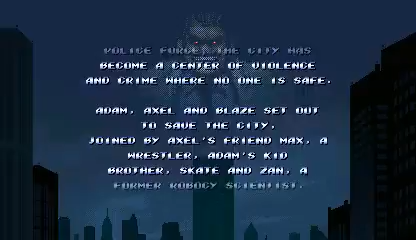 POLICE FORCE, THE CITY HAS
BECOME A CENTER OF VIOLENCE
AND CRIME WHERE NO ONE IS SAFE.
ADAM, AXEL AND BLAZE SET OUT
TO SAVE THE CITY.
JOINED BY AXEL'S FRIEND MAX, A
WRESTLER, ADAM'S KID
BROTHER, SKATE AND ZAN, A
FORMER ROBOCY SCIENTIST.